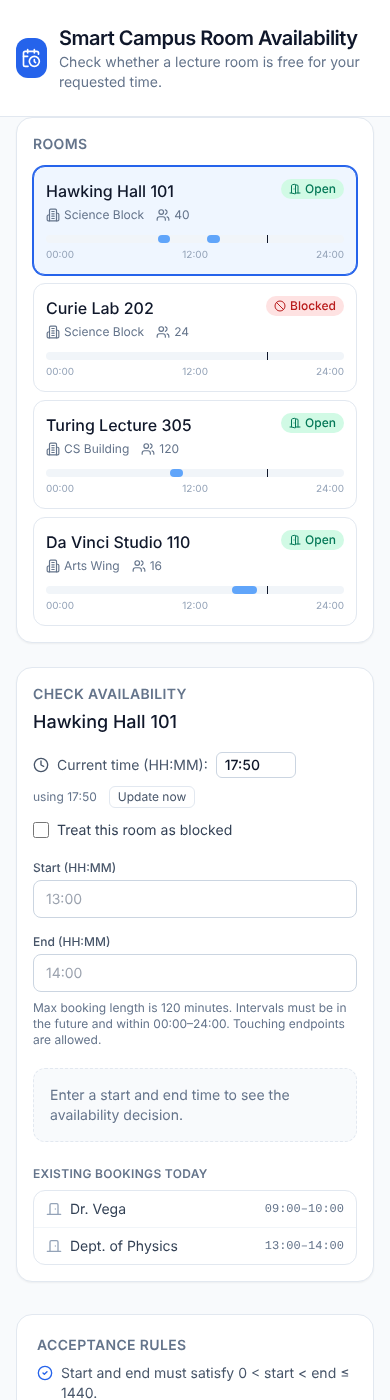 Smart Campus Room Availability
Check whether a lecture room is free for your
requested time.
ROOMS
Hawking Hall 101
Open
Science Block 40
00:00 12:00 24:00
Curie Lab 202
Blocked
Science Block 24
00:00 12:00 24:00
Turing Lecture 305
Open
CS Building 120
00:00 12:00 24:00
Da Vinci Studio 110
Open
Arts Wing 16
00:00 12:00 24:00
CHECK AVAILABILITY
Hawking Hall 101
Current time (HH:MM): 17:50
using 17:50 Update now
Treat this room as blocked
Start (HH:MM)
13:00
End (HH:MM)
14:00
Max booking length is 120 minutes. Intervals must be in
the future and within 00:00–24:00. Touching endpoints
are allowed.
Enter a start and end time to see the
availability decision.
EXISTING BOOKINGS TODAY
Dr. Vega 09:00–10:00
Dept. of Physics 13:00–14:00
ACCEPTANCE RULES
Start and end must satisfy 0 < start < end ≤
1440.